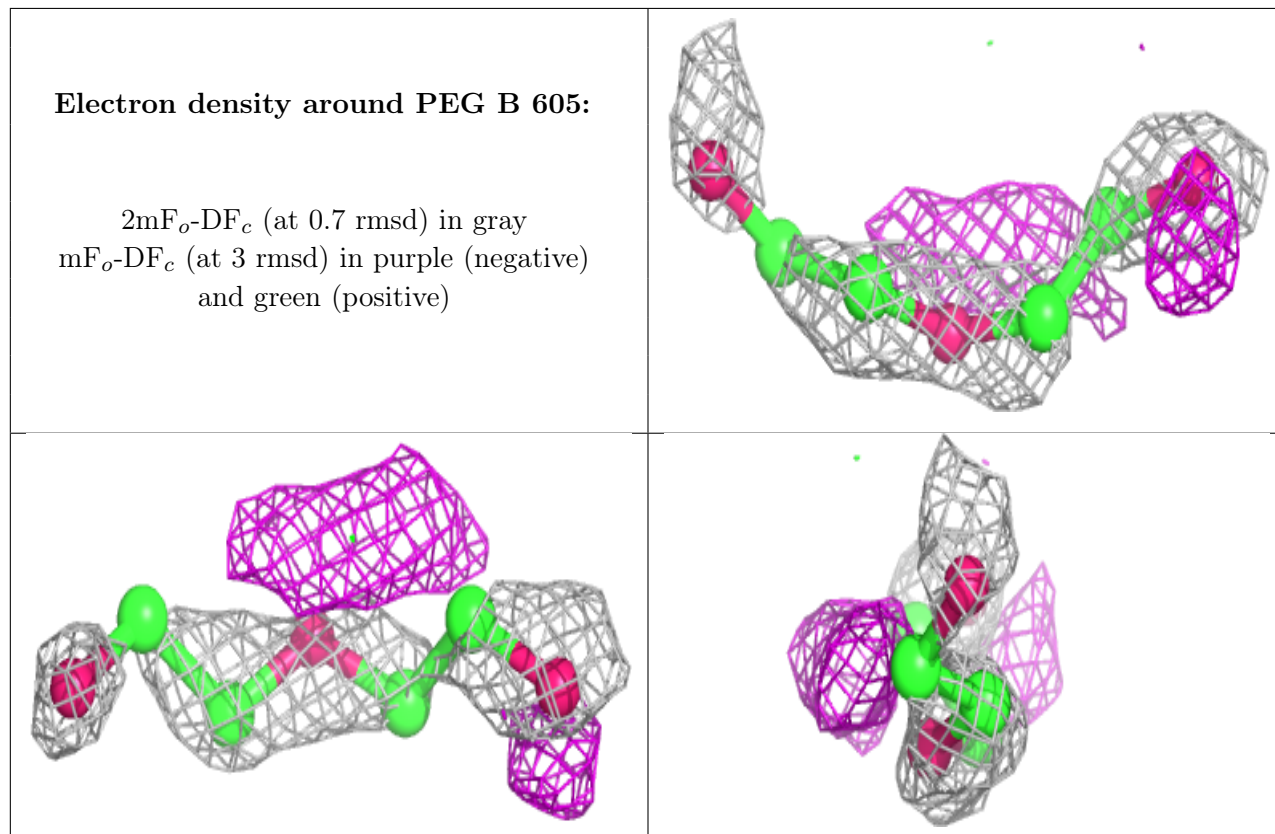 Electron density around PEG B 605:
2mFo-DFc (at 0.7 rmsd) in gray
mFo-DFc (at 3 rmsd) in purple (negative)
and green (positive)